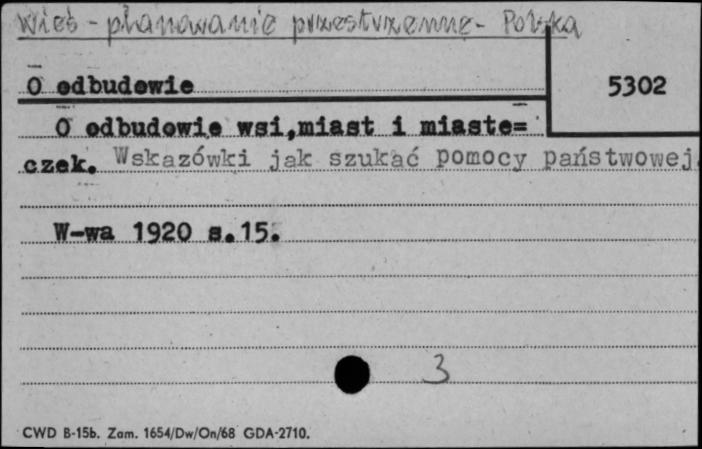 Wieś - planowanie przestrzenne - Polska
O odbudowie
5302
O odbudowie wsi,miast i miaste=
czek. Wskazówki jak szukać pomocy państwowej
W-wa 1920 s.15.
3
CWD B-15b. Zam. 1654/Dw/On/68 GDA-2710.